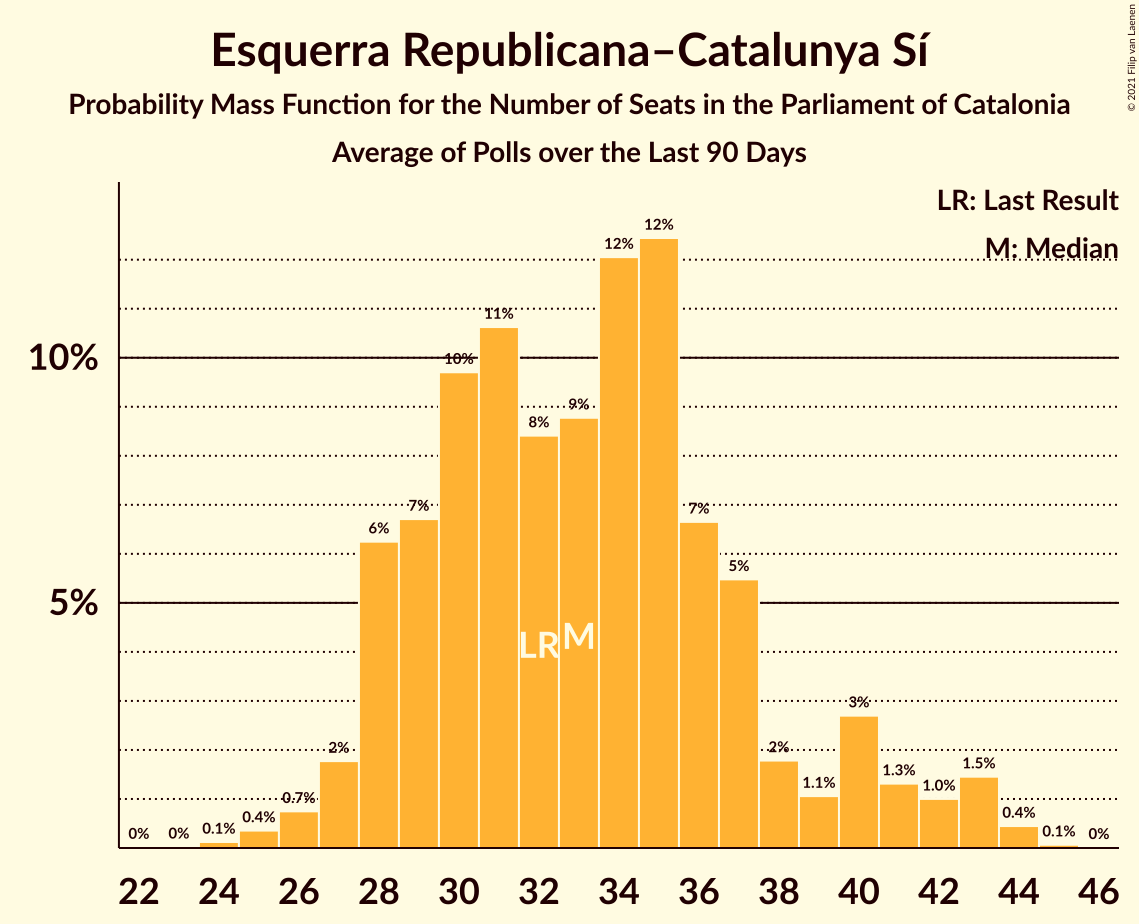 Esquerra Republicana–Catalunya Sí
Probability Mass Function for the Number of Seats in the Parliament of Catalonia
Average of Polls over the Last 90 Days
© 2021 Filip van Laenen
LR: Last Result
M: Median
10%
5%
0% 0% 0.1% 0.4% 0.7% 2% 6% 7% 10% 11% 8% 9% 12% 12% 7% 5% 2% 1.1% 3% 1.3% 1.0% 1.5% 0.4% 0.1% 0%
LR M
22 24 26 28 30 32 34 36 38 40 42 44 46